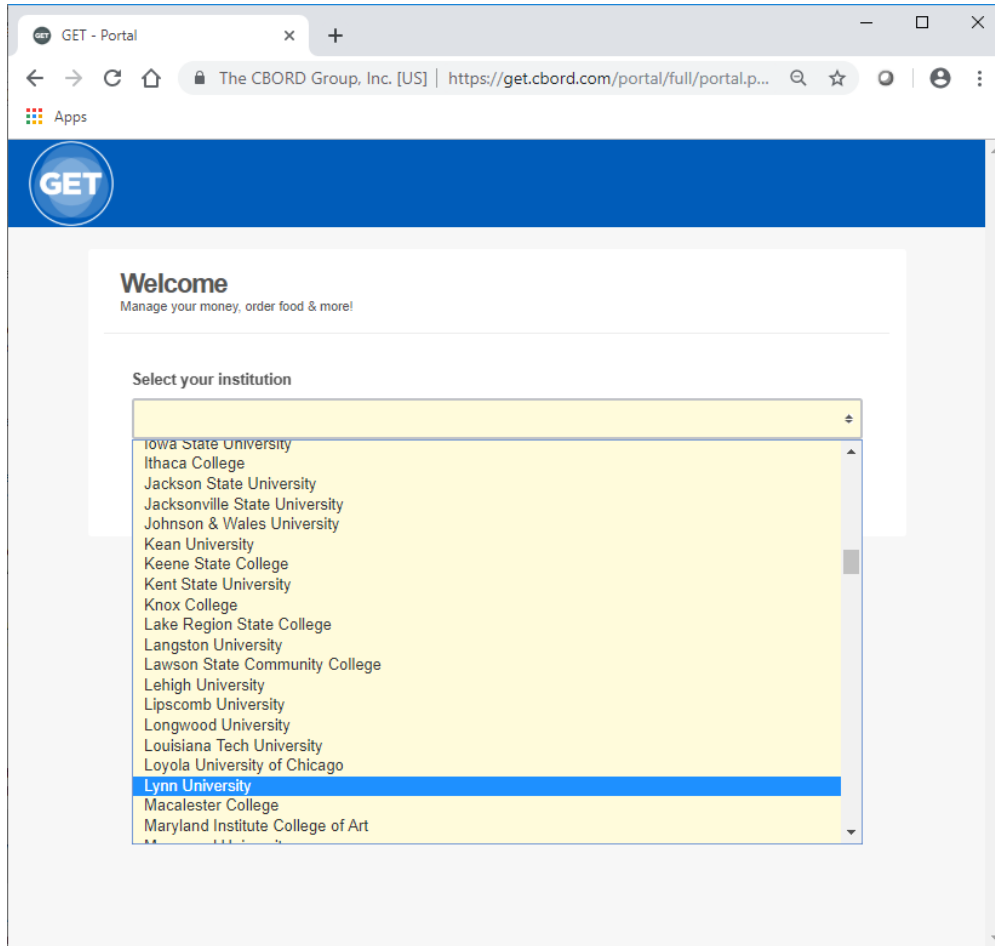 GET GET - Portal
The CBORD Group, Inc. [US] | https://get.cbord.com/portal/full/portal.p...
Apps
GET
Welcome
Manage your money, order food & more!
Select your institution
Iowa State University
Ithaca College
Jackson State University
Jacksonville State University
Johnson & Wales University
Kean University
Keene State College
Kent State University
Knox College
Lake Region State College
Langston University
Lawson State Community College
Lehigh University
Lipscomb University
Longwood University
Louisiana Tech University
Loyola University of Chicago
Lynn University
Macalester College
Maryland Institute College of Art